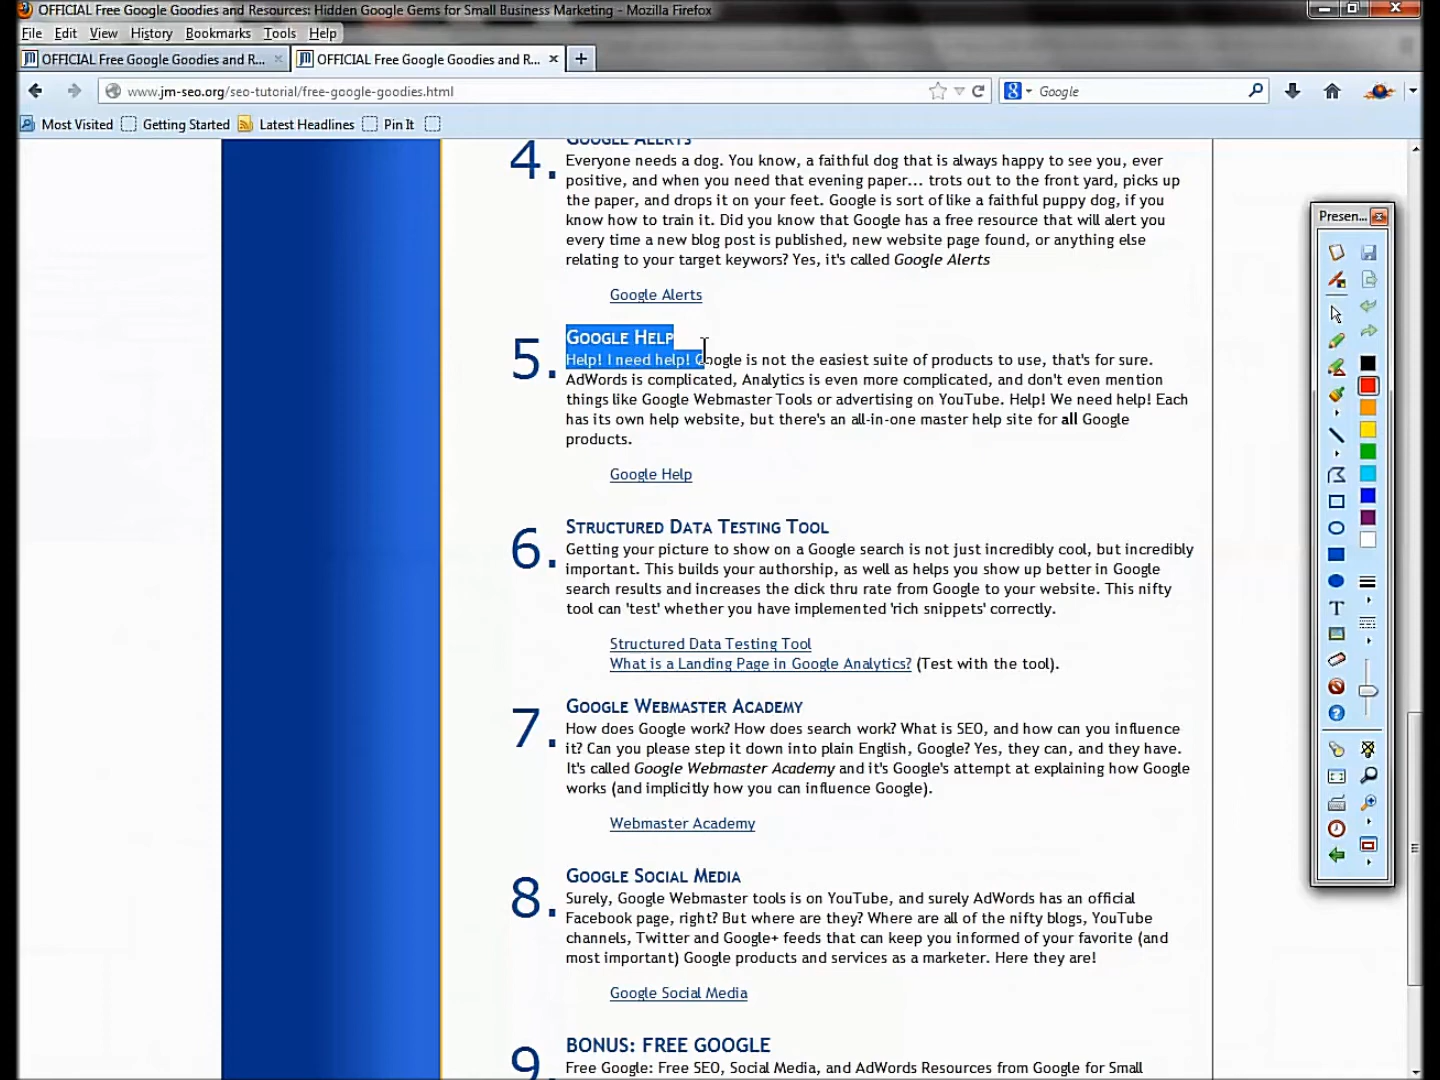 OFFICIAL Free Google Goodies and Resources: Hidden Google Gems for Small Business Marketing - Mozilla Firefox
File Edit View History Bookmarks Tools Help
OFFICIAL Free Google Goodies and R... OFFICIAL Free Google Goodies and R...
www.jm-seo.org/seo-tutorial/free-google-goodies.html Google
Most Visited Getting Started Latest Headlines Pin It
4. GOOGLE ALERTS
Everyone needs a dog. You know, a faithful dog that is always happy to see you, ever
positive, and when you need that evening paper... trots out to the front yard, picks up
the paper, and drops it on your feet. Google is sort of like a faithful puppy dog, if you
know how to train it. Did you know that Google has a free resource that will alert you
every time a new blog post is published, new website page found, or anything else
relating to your target keywors? Yes, it's called Google Alerts
Google Alerts
5. GOOGLE HELP
Help! I need help! Google is not the easiest suite of products to use, that's for sure.
AdWords is complicated, Analytics is even more complicated, and don't even mention
things like Google Webmaster Tools or advertising on YouTube. Help! We need help! Each
has its own help website, but there's an all-in-one master help site for all Google
products.
Google Help
6. STRUCTURED DATA TESTING TOOL
Getting your picture to show on a Google search is not just incredibly cool, but incredibly
important. This builds your authorship, as well as helps you show up better in Google
search results and increases the click thru rate from Google to your website. This nifty
tool can 'test' whether you have implemented 'rich snippets' correctly.
Structured Data Testing Tool
What is a Landing Page in Google Analytics? (Test with the tool).
7. GOOGLE WEBMASTER ACADEMY
How does Google work? How does search work? What is SEO, and how can you influence
it? Can you please step it down into plain English, Google? Yes, they can, and they have.
It's called Google Webmaster Academy and it's Google's attempt at explaining how Google
works (and implicitly how you can influence Google).
Webmaster Academy
8. GOOGLE SOCIAL MEDIA
Surely, Google Webmaster tools is on YouTube, and surely AdWords has an official
Facebook page, right? But where are they? Where are all of the nifty blogs, YouTube
channels, Twitter and Google+ feeds that can keep you informed of your favorite (and
most important) Google products and services as a marketer. Here they are!
Google Social Media
9. BONUS: FREE GOOGLE
Free Google: Free SEO, Social Media, and AdWords Resources from Google for Small
Presen...